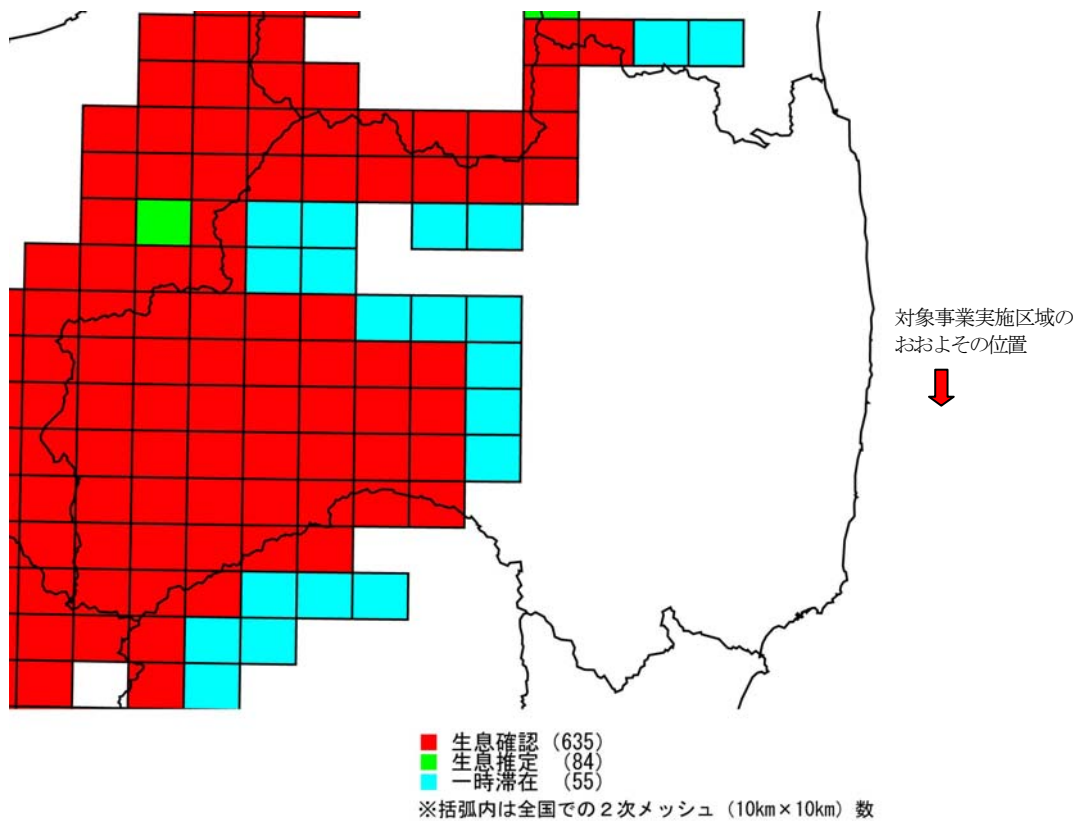 対象事業実施区域の
おおよその位置
生息確認 (635)
生息推定 (84)
一時滞在 (55)
※括弧内は全国での2次メッシュ (10km×10km) 数